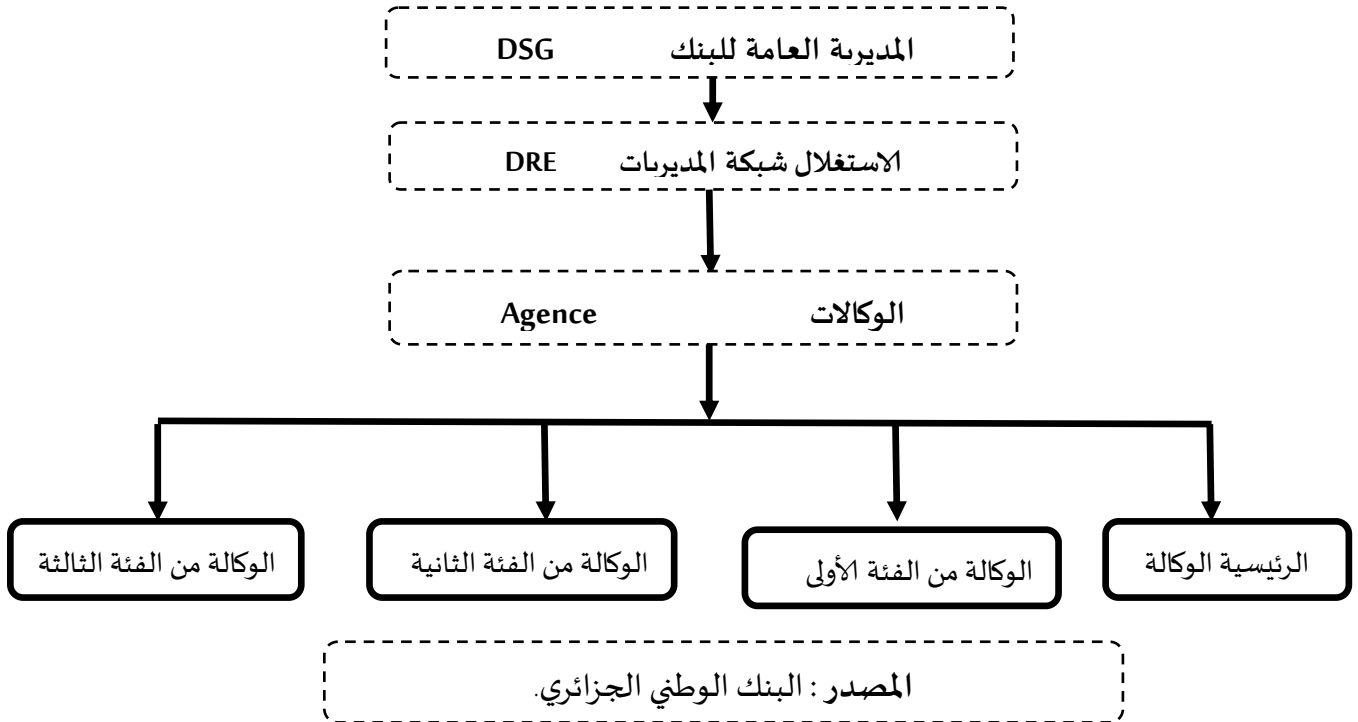 المديرية العامة للبنك DSG
الاستغلال شبكة المديريات DRE
الوكالات Agence
الرئيسية الوكالة
الوكالة من الفئة الأولى
الوكالة من الفئة الثانية
الوكالة من الفئة الثالثة
المصدر : البنك الوطني الجزائري.